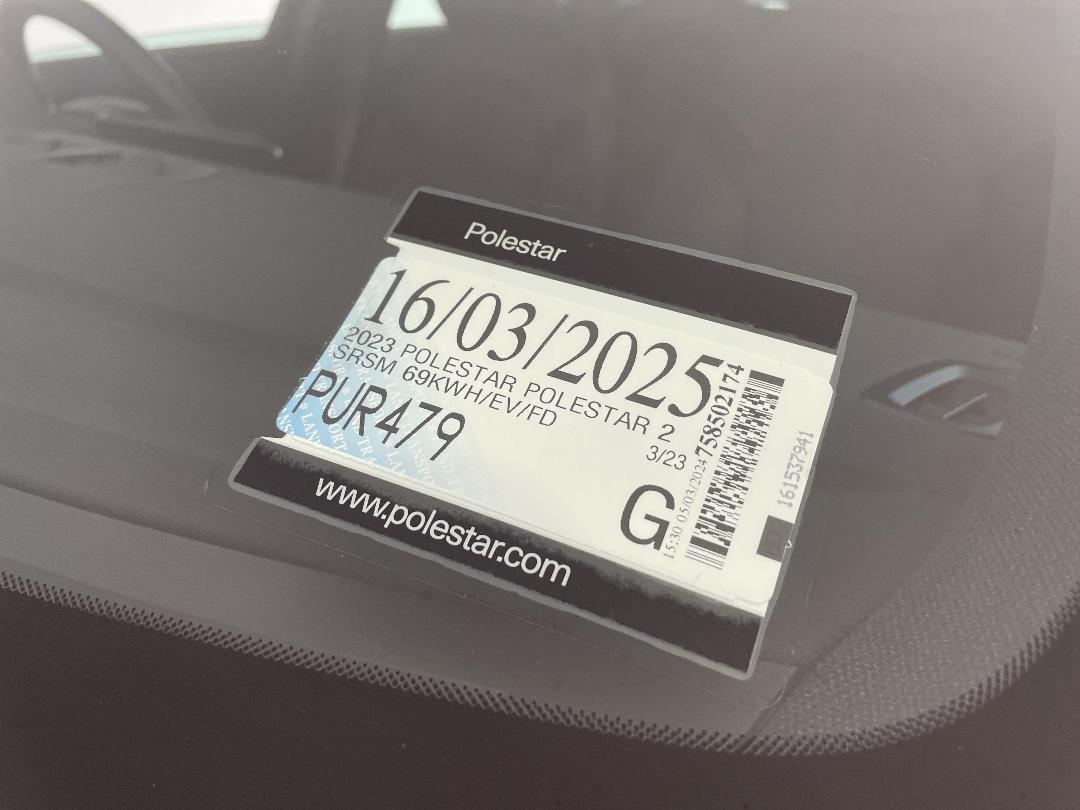 Polestar
16/03/2025
2023 POLESTAR POLESTAR 2
SRSM 69KWH/EV/FD
3/23
PUR479
G
15:30 05/03/2024
758502174
161537941
www.polestar.com